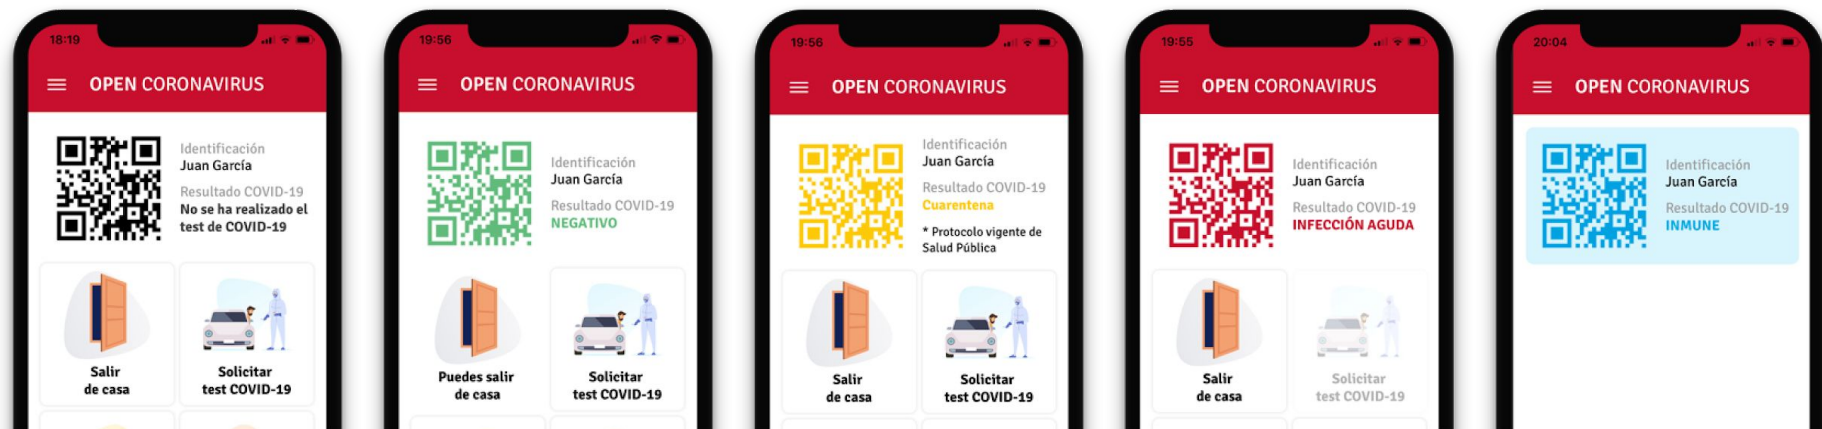 18:19
OPEN CORONAVIRUS
Identificación
Juan García
Resultado COVID-19
No se ha realizado el
test de COVID-19
Salir
de casa
Solicitar
test COVID-19
19:56
OPEN CORONAVIRUS
Identificación
Juan García
Resultado COVID-19
NEGATIVO
Puedes salir
de casa
Solicitar
test COVID-19
19:56
OPEN CORONAVIRUS
Identificación
Juan García
Resultado COVID-19
Cuarentena
* Protocolo vigente de
Salud Pública
Salir
de casa
Solicitar
test COVID-19
19:55
OPEN CORONAVIRUS
Identificación
Juan García
Resultado COVID-19
INFECCIÓN AGUDA
Salir
de casa
Solicitar
test COVID-19
20:04
OPEN CORONAVIRUS
Identificación
Juan García
Resultado COVID-19
INMUNE